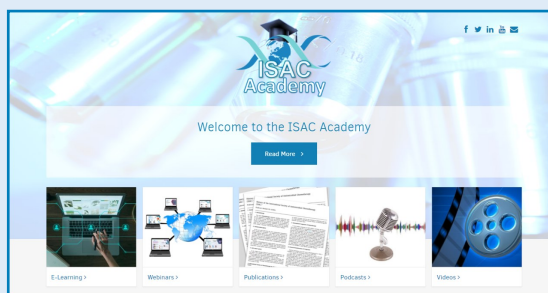 ISAC
Academy
Welcome to the ISAC Academy
Read More >
E-Learning >
Webinars >
Publications >
Podcasts >
Videos >